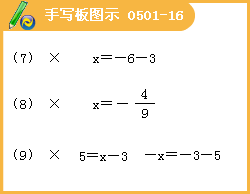 手写板图示 0501-16
(7) × x=-6-3
(8) × x=-4/9
(9) × 5=x-3 -x=-3-5